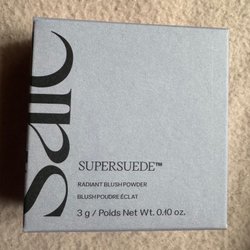 Saie
SUPERSUEDE™
RADIANT BLUSH POWDER
BLUSH POUDRE ÉCLAT
3 g / Poids Net Wt. 0.10 oz.